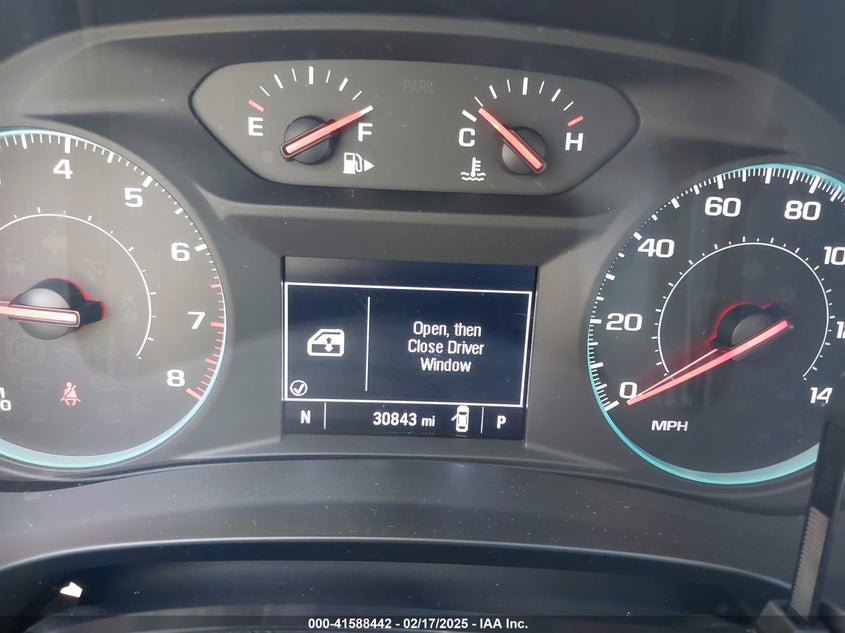 PARK
E
F
C
H
4
5
6
7
8
0
20
40
60
80
MPH
Open, then
Close Driver
Window
N
30843 mi
P
000-41588442 - 02/17/2025 - IAA Inc.